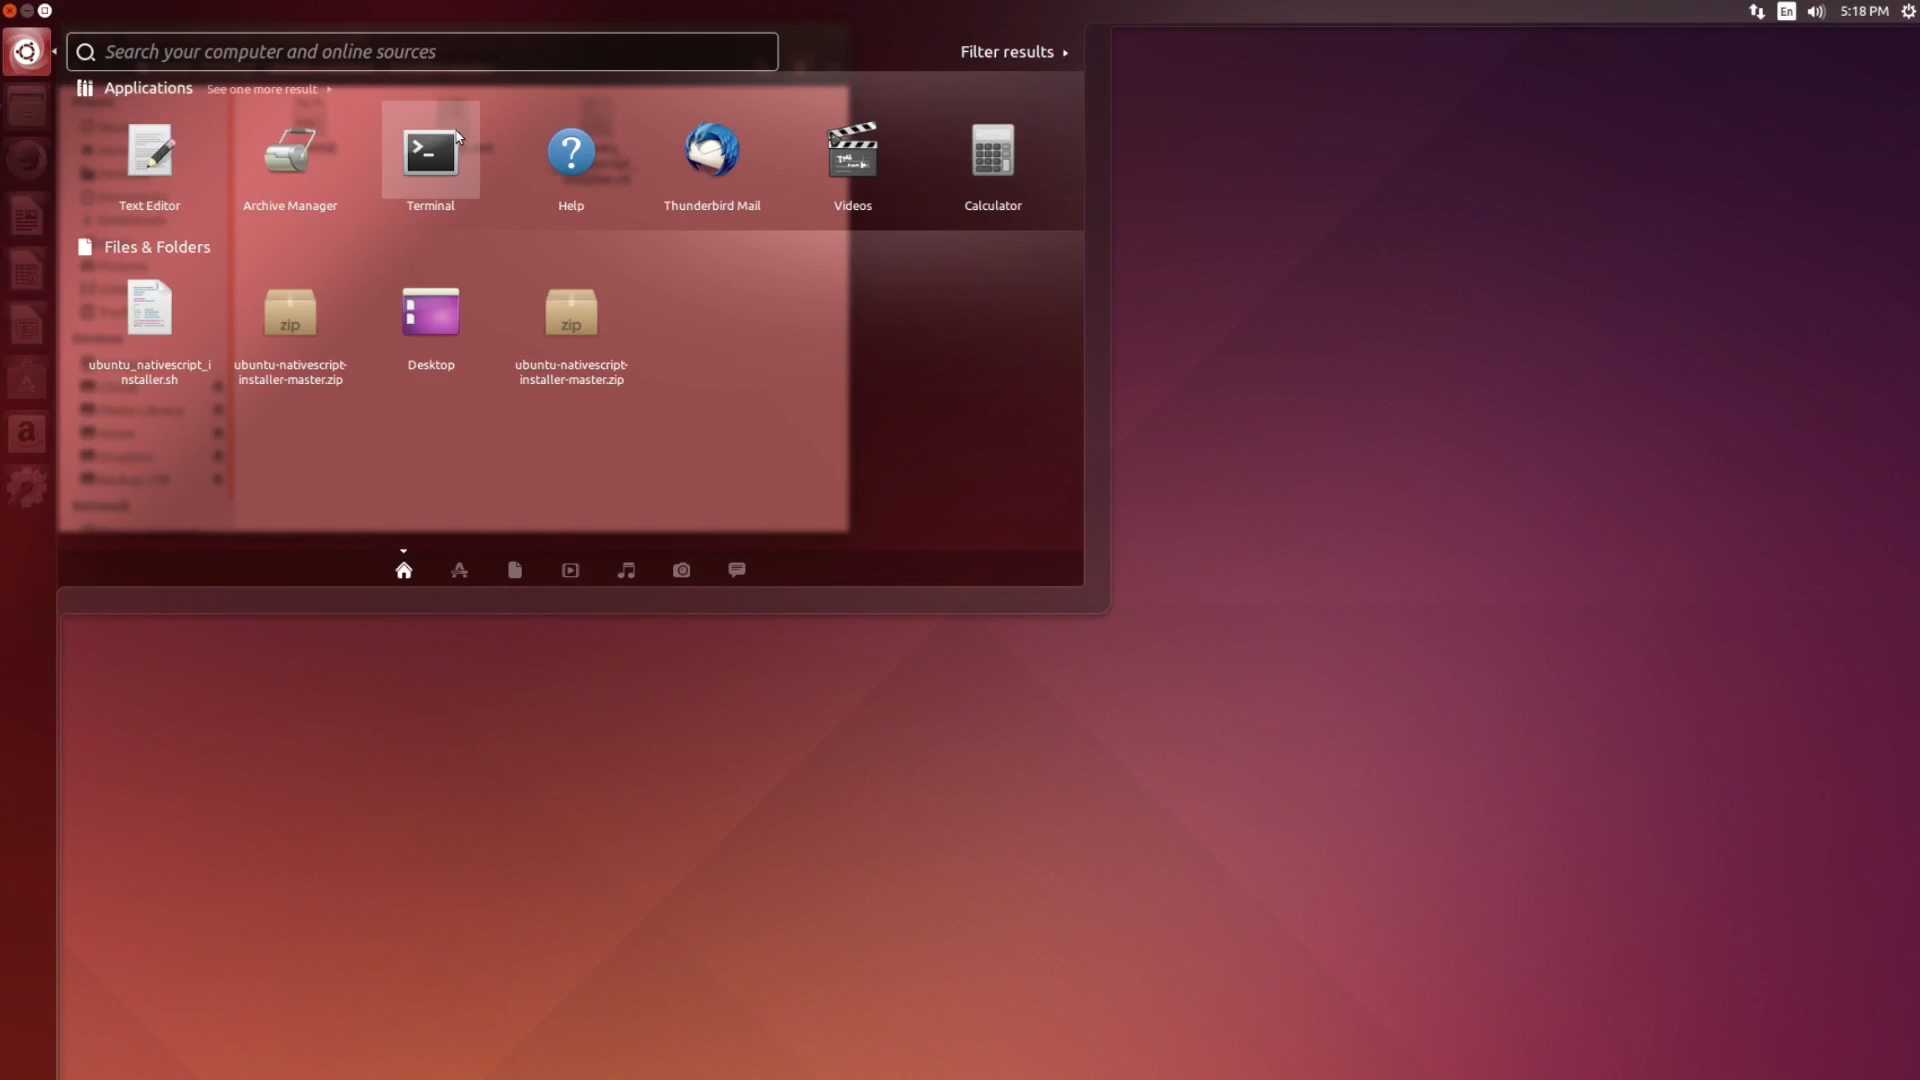 En
5:18 PM
Search your computer and online sources
Filter results
Applications
See one more result
Text Editor
Archive Manager
Terminal
Help
Thunderbird Mail
Videos
Calculator
Files & Folders
ubuntu_nativescript_i
nstaller.sh
ubuntu-nativescript-
installer-master.zip
Desktop
ubuntu-nativescript-
installer-master.zip
zip
zip
a